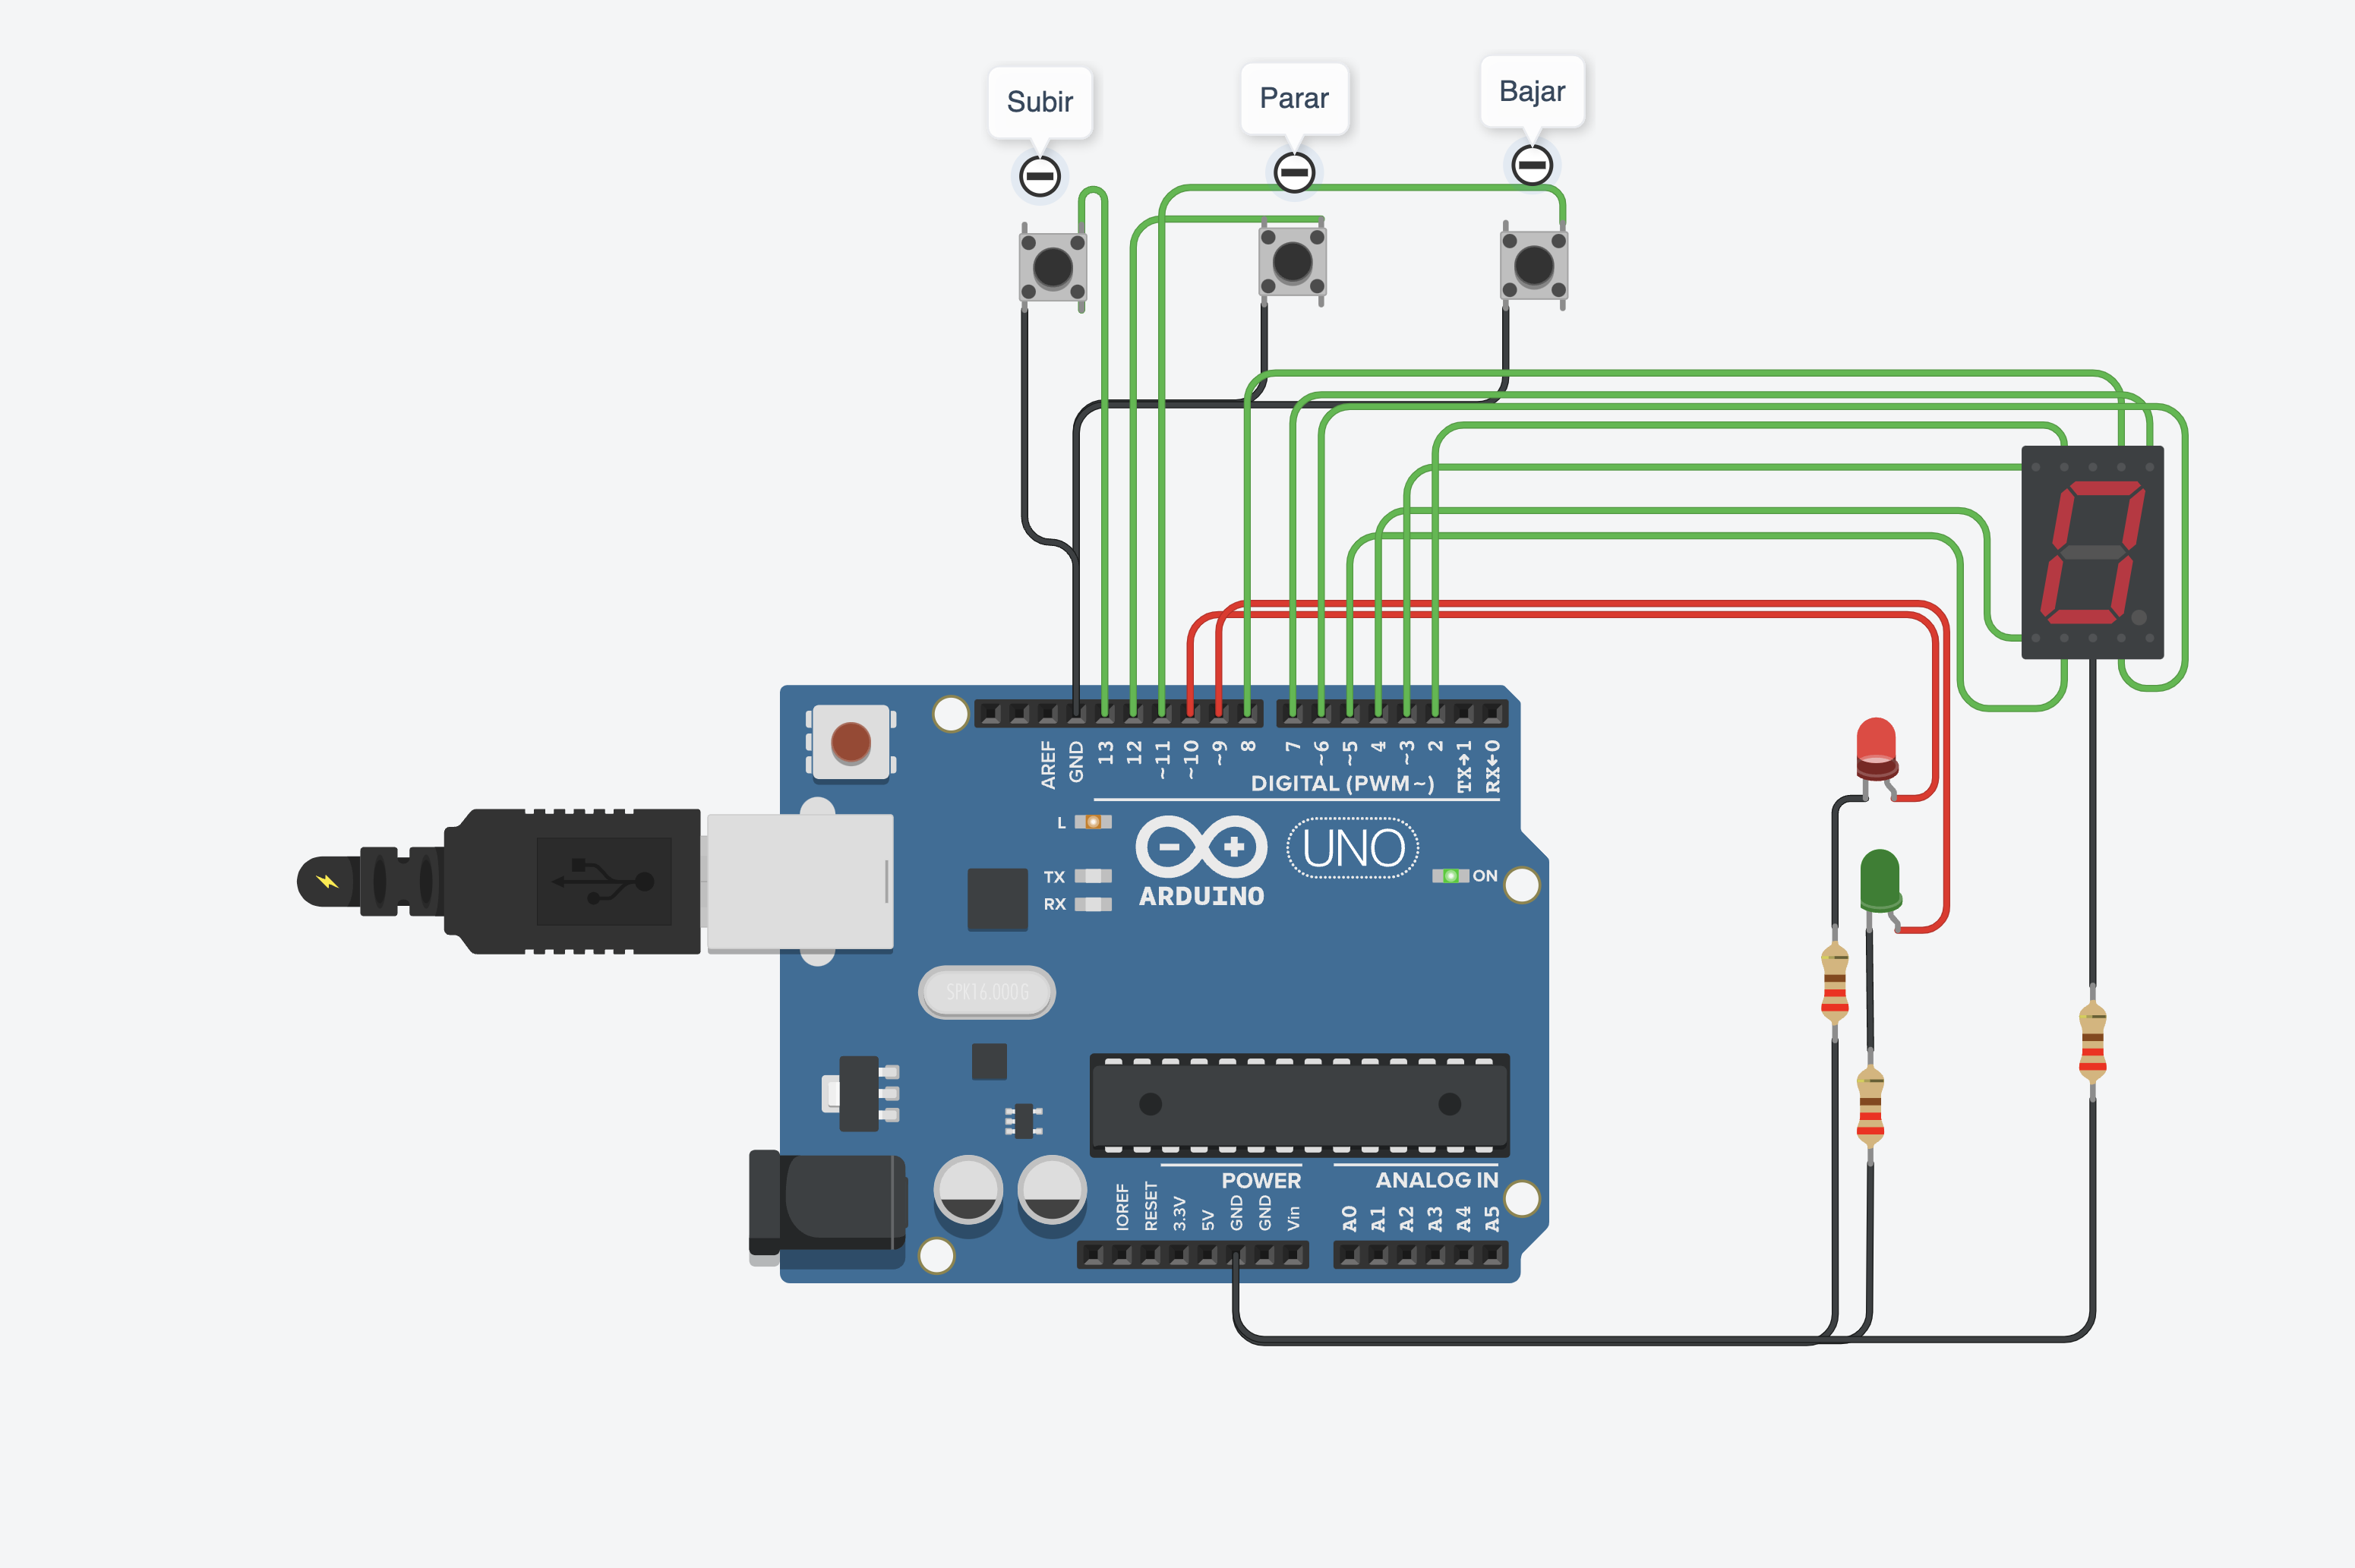 Subir
Parar
Bajar
AREF
GND
13
12
~11
~10
~9
8
7
~6
~5
4
~3
2
TX→1
RX←0
DIGITAL (PWM ~)
L
TX
RX
ARDUINO
UNO
ON
SPK16.000G
POWER
ANALOG IN
IOREF
RESET
3.3V
5V
GND
GND
Vin
A0
A1
A2
A3
A4
A5